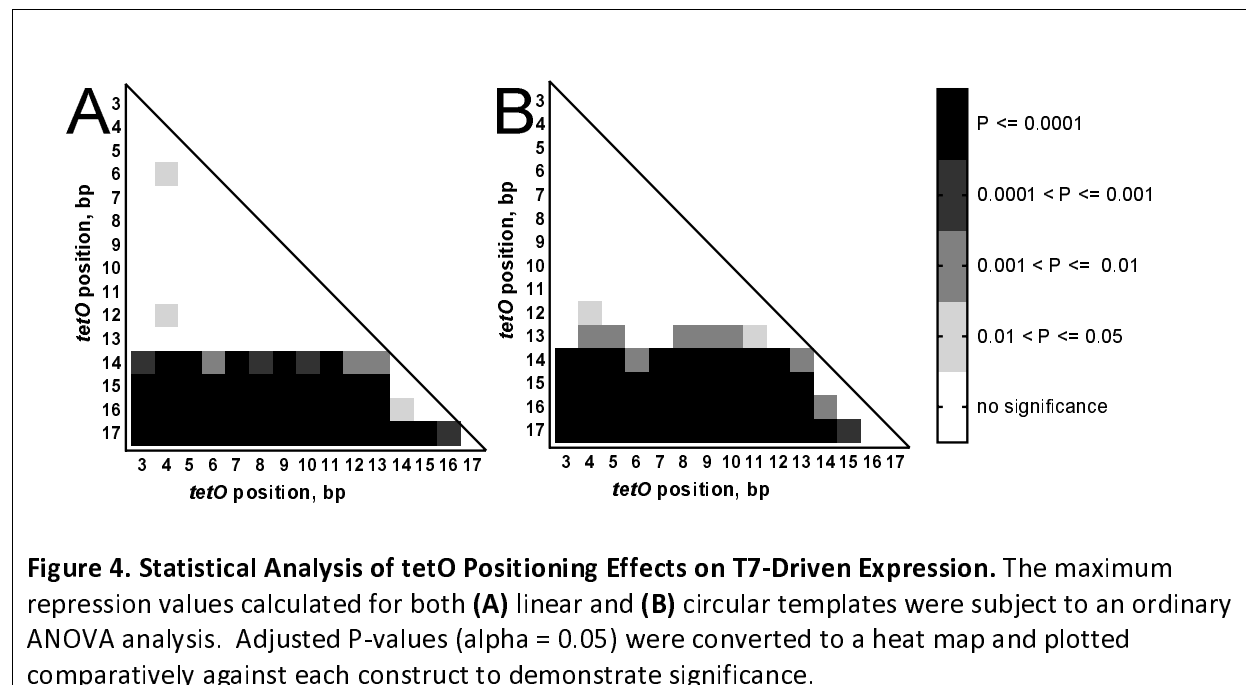 A
B
3
4
5
6
7
8
9
10
11
12
13
14
15
16
17
tetO position, bp
3 4 5 6 7 8 9 10 11 12 13 14 15 16 17
tetO position, bp
3
4
5
6
7
8
9
10
11
12
13
14
15
16
17
tetO position, bp
3 4 5 6 7 8 9 10 11 12 13 14 15 16 17
tetO position, bp
P <= 0.0001
0.0001 < P <= 0.001
0.001 < P <= 0.01
0.01 < P <= 0.05
no significance
Figure 4. Statistical Analysis of tetO Positioning Effects on T7-Driven Expression. The maximum
repression values calculated for both (A) linear and (B) circular templates were subject to an ordinary
ANOVA analysis. Adjusted P-values (alpha = 0.05) were converted to a heat map and plotted
comparatively against each construct to demonstrate significance.